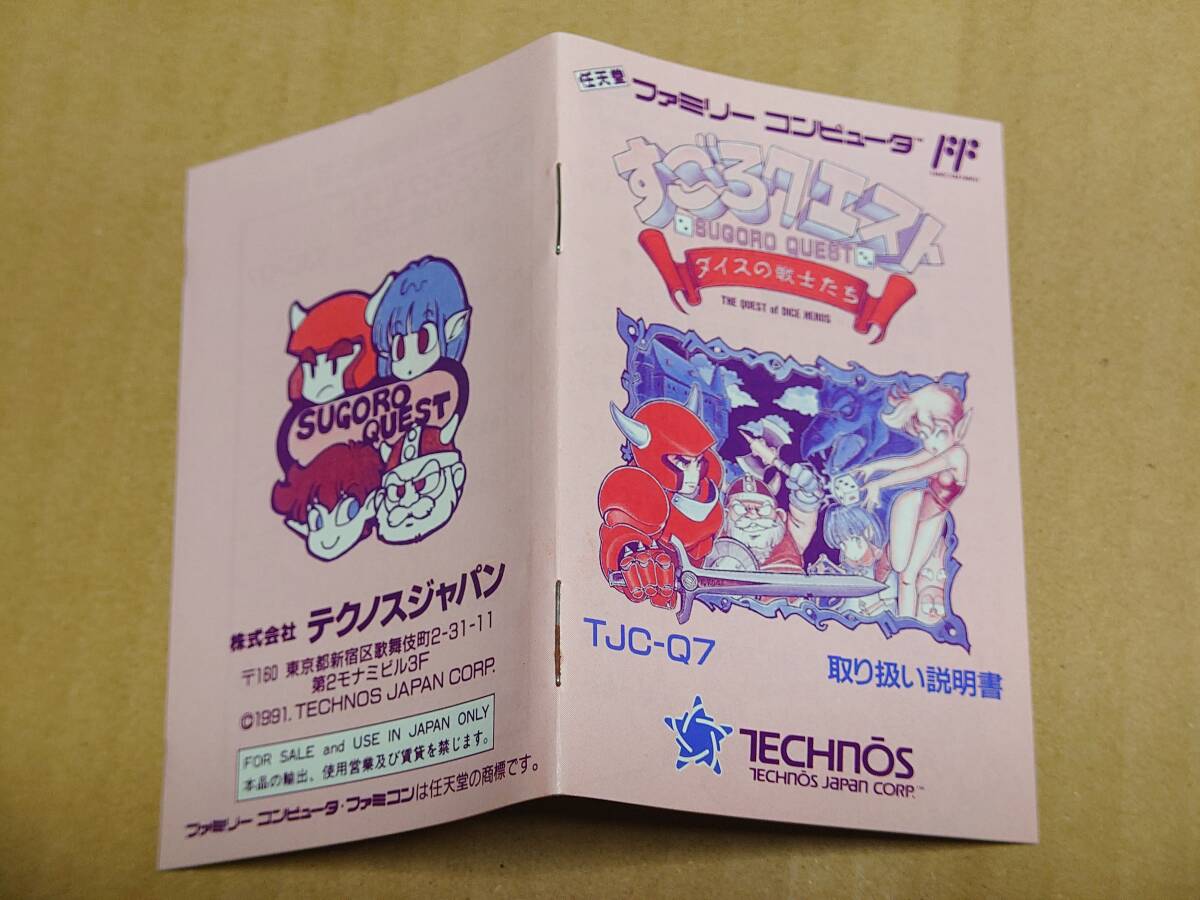 任天堂 ファミリー コンピュータ™
すごろクエスト
SUGORO QUEST
ダイスの戦士たち
THE QUEST of DICE HEROS
TJC-Q7
取り扱い説明書
TECHNŌS
TECHNŌS JAPAN CORP.™
SUGORO
QUEST
株式会社 テクノスジャパン
〒160 東京都新宿区歌舞伎町2-31-11
第2モナミビル3F
©1991. TECHNOS JAPAN CORP.
FOR SALE and USE IN JAPAN ONLY
本品の輸出、使用営業及び賃貸を禁じます。
ファミリー コンピュータ・ファミコンは任天堂の商標です。